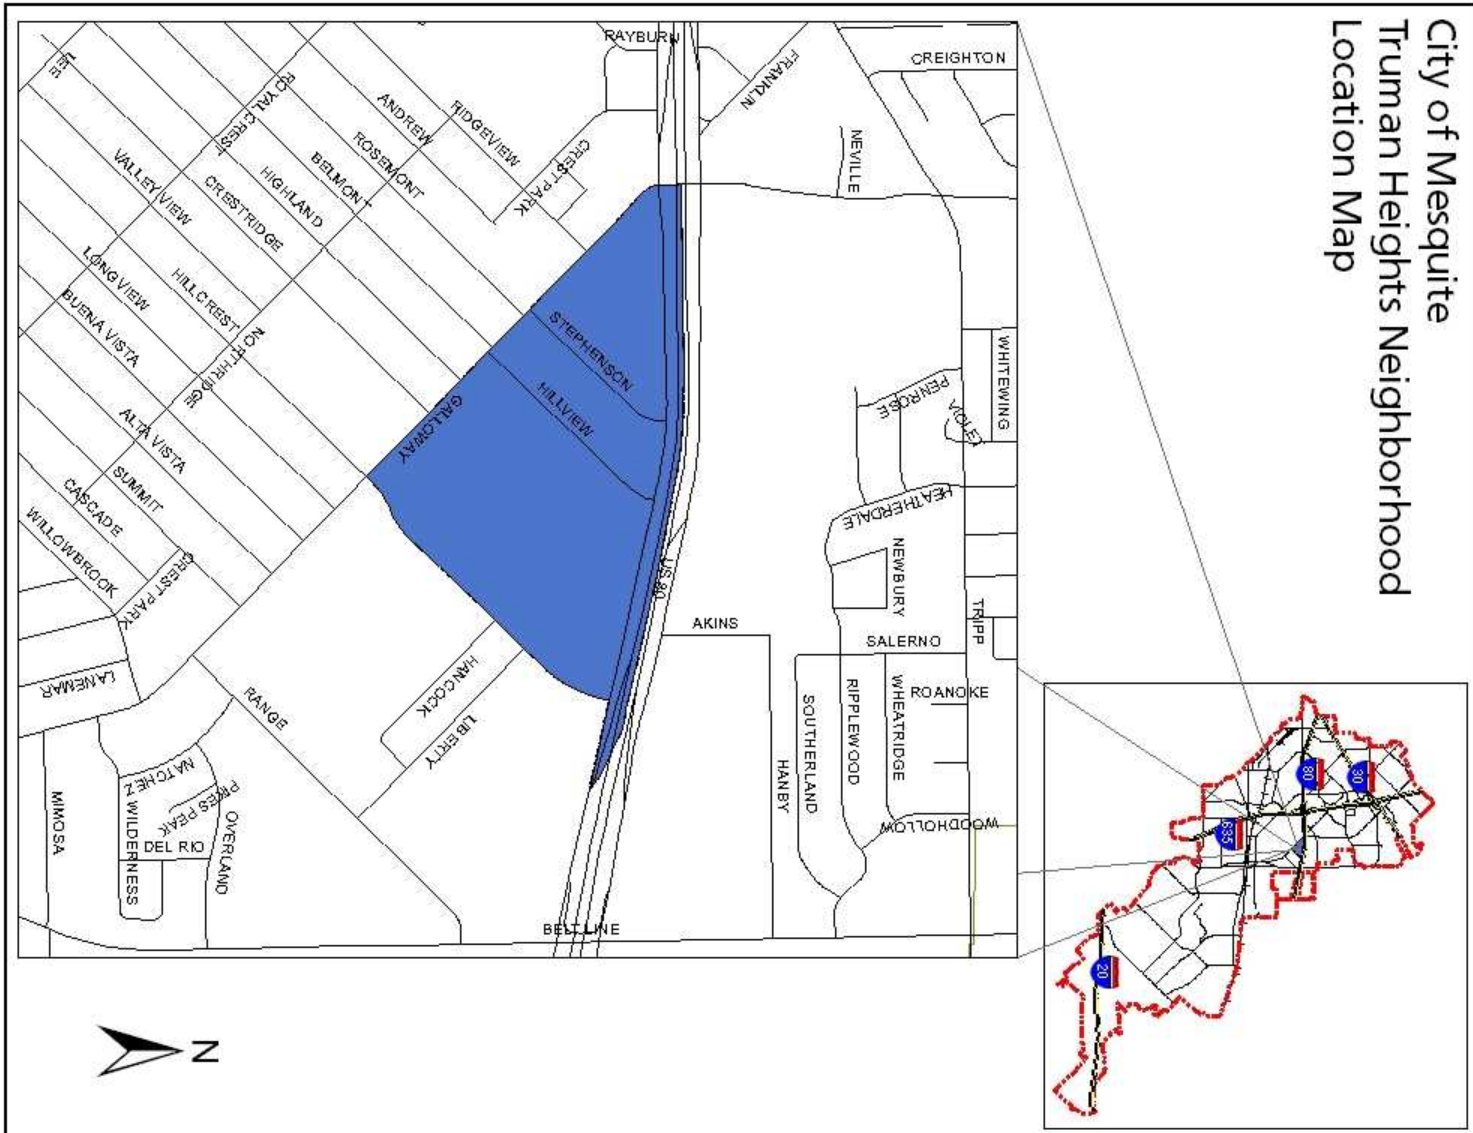 City of Mesquite
Truman Heights Neighborhood
Location Map
RAYBURN
FRANKLIN
CREIGHTON
NEVILLE
LEE
ROYAL CREST
ANDREW
RIDGEVIEW
ROSEMONT
CREST PARK
BELMONT
HIGHLAND
CRESTRIDGE
VALLEY VIEW
LONGVIEW
HILLCREST
BUENA VISTA
NORTHRIDGE
ALTA VISTA
SUMMIT
CASCADE
WILLOWBROOK
CREST PARK
LANEMAR
STEPHENSON
HILLVIEW
GALLOWAY
US 80
WHITEWING
PENROSE
VIOLET
HEATHERDALE
NEWBURY
TRIPP
AKINS
SALERNO
ROANOKE
WHEATRIDGE
RIPPLEWOOD
SOUTHERLAND
HANBY
WOODHOLLOW
HANCOCK
LIBERTY
RANGE
NATCHEZ
PIKES PEAK
OVERLAND
DEL RIO
WILDERNESS
MIMOSA
BELT LINE
30
80
635
20
N